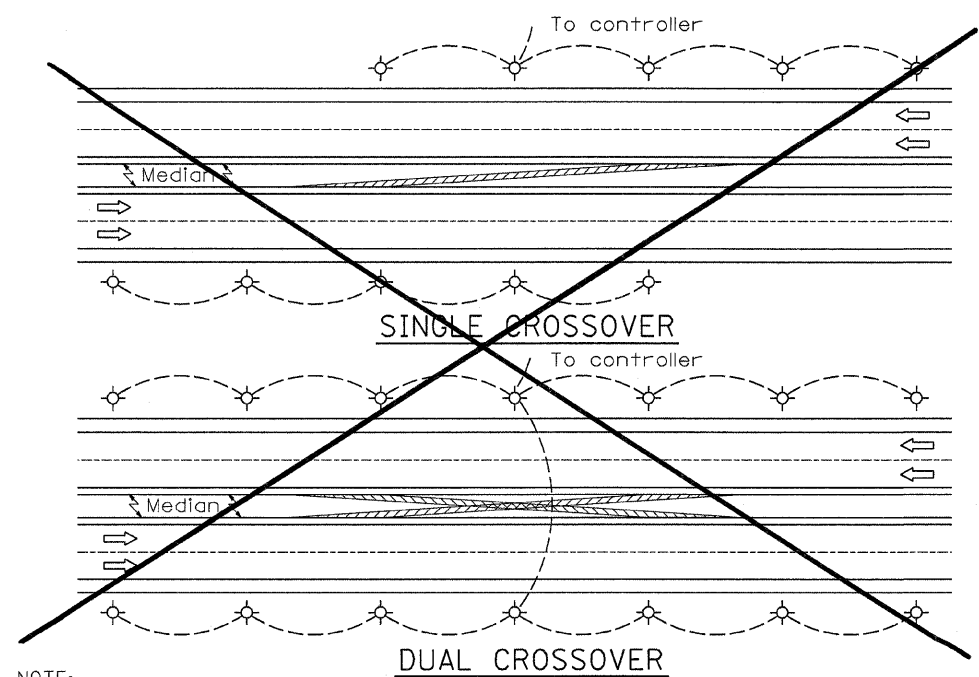 To controller
Median
SINGLE CROSSOVER
To controller
Median
DUAL CROSSOVER
NOTE: